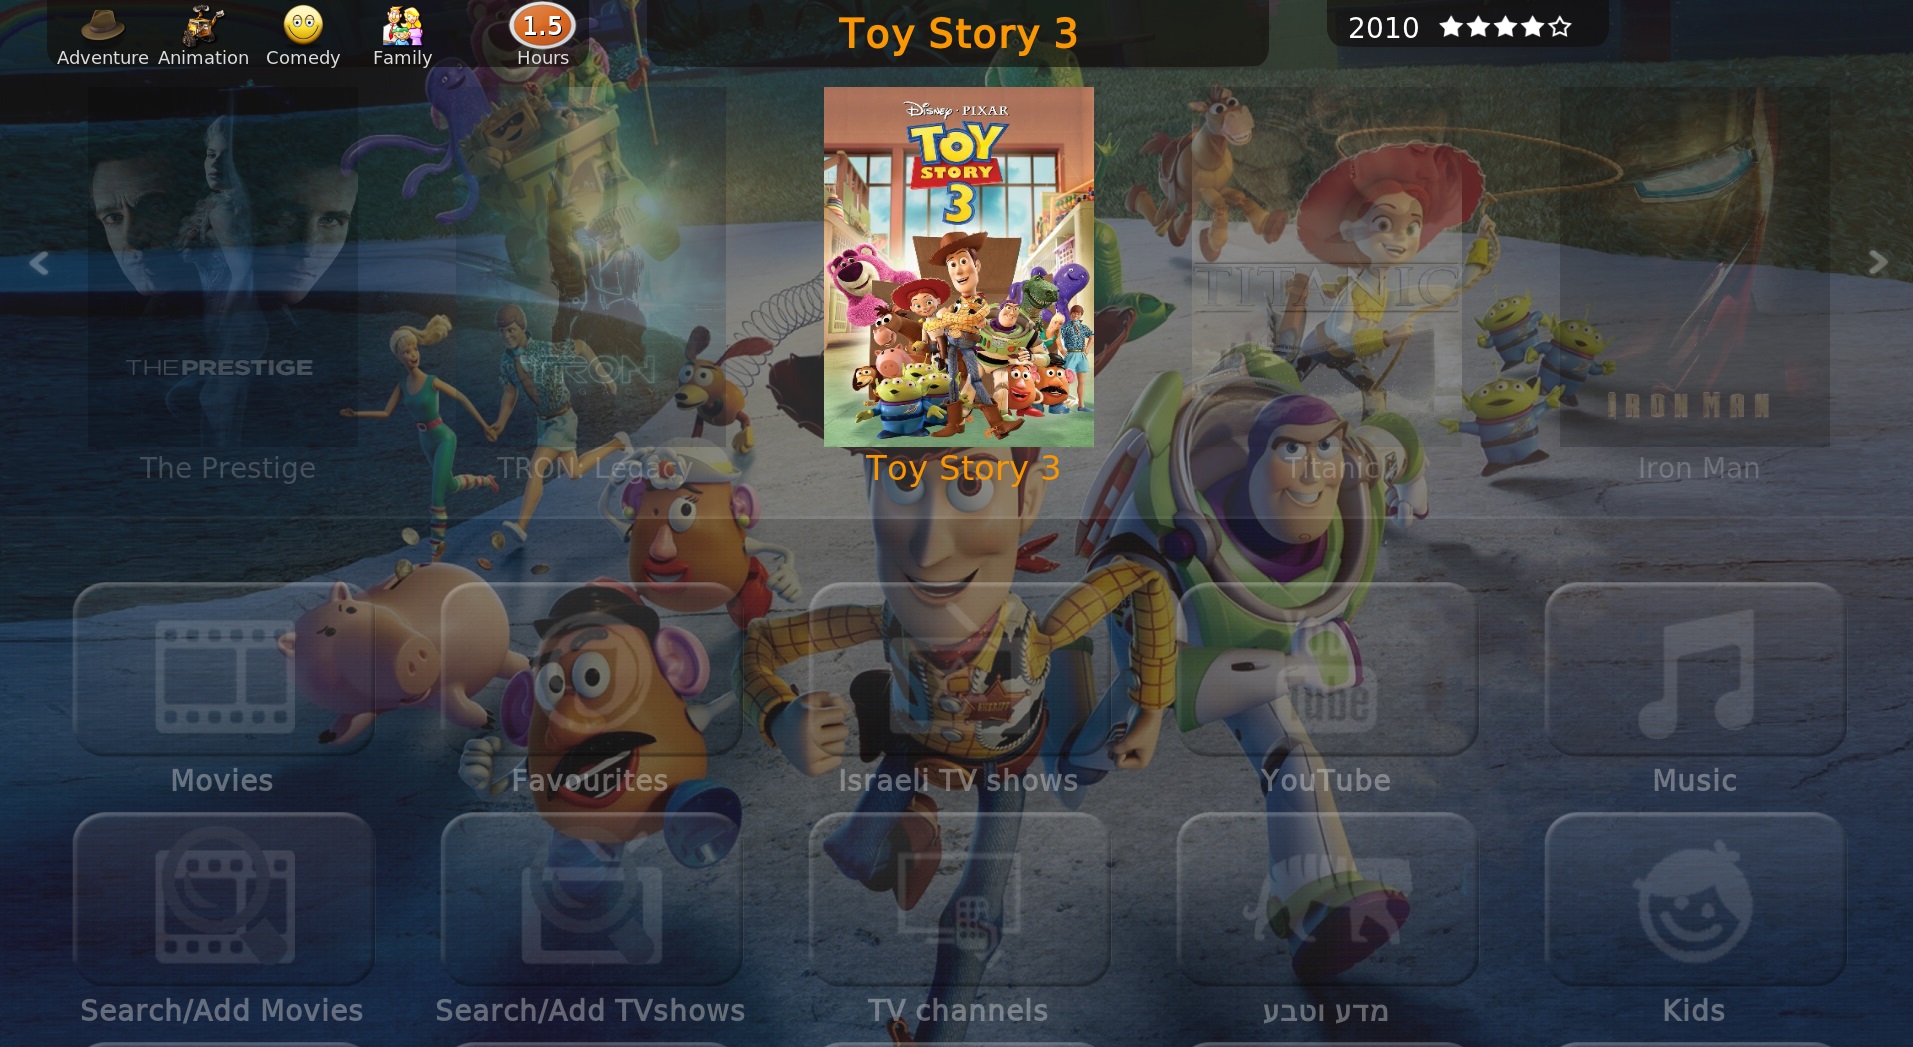 Adventure Animation Comedy Family
1.5
Hours
Toy Story 3
2010
THE PRESTIGE
The Prestige
TRON
TRON: Legacy
Disney · PIXAR
TOY
STORY
3
Toy Story 3
TITANIC
Titanic
IRON MAN
Iron Man
Movies
Favourites
Israeli TV shows
You
Tube
YouTube
Music
Search/Add Movies
Search/Add TVshows
TV channels
מדע וטבע
Kids